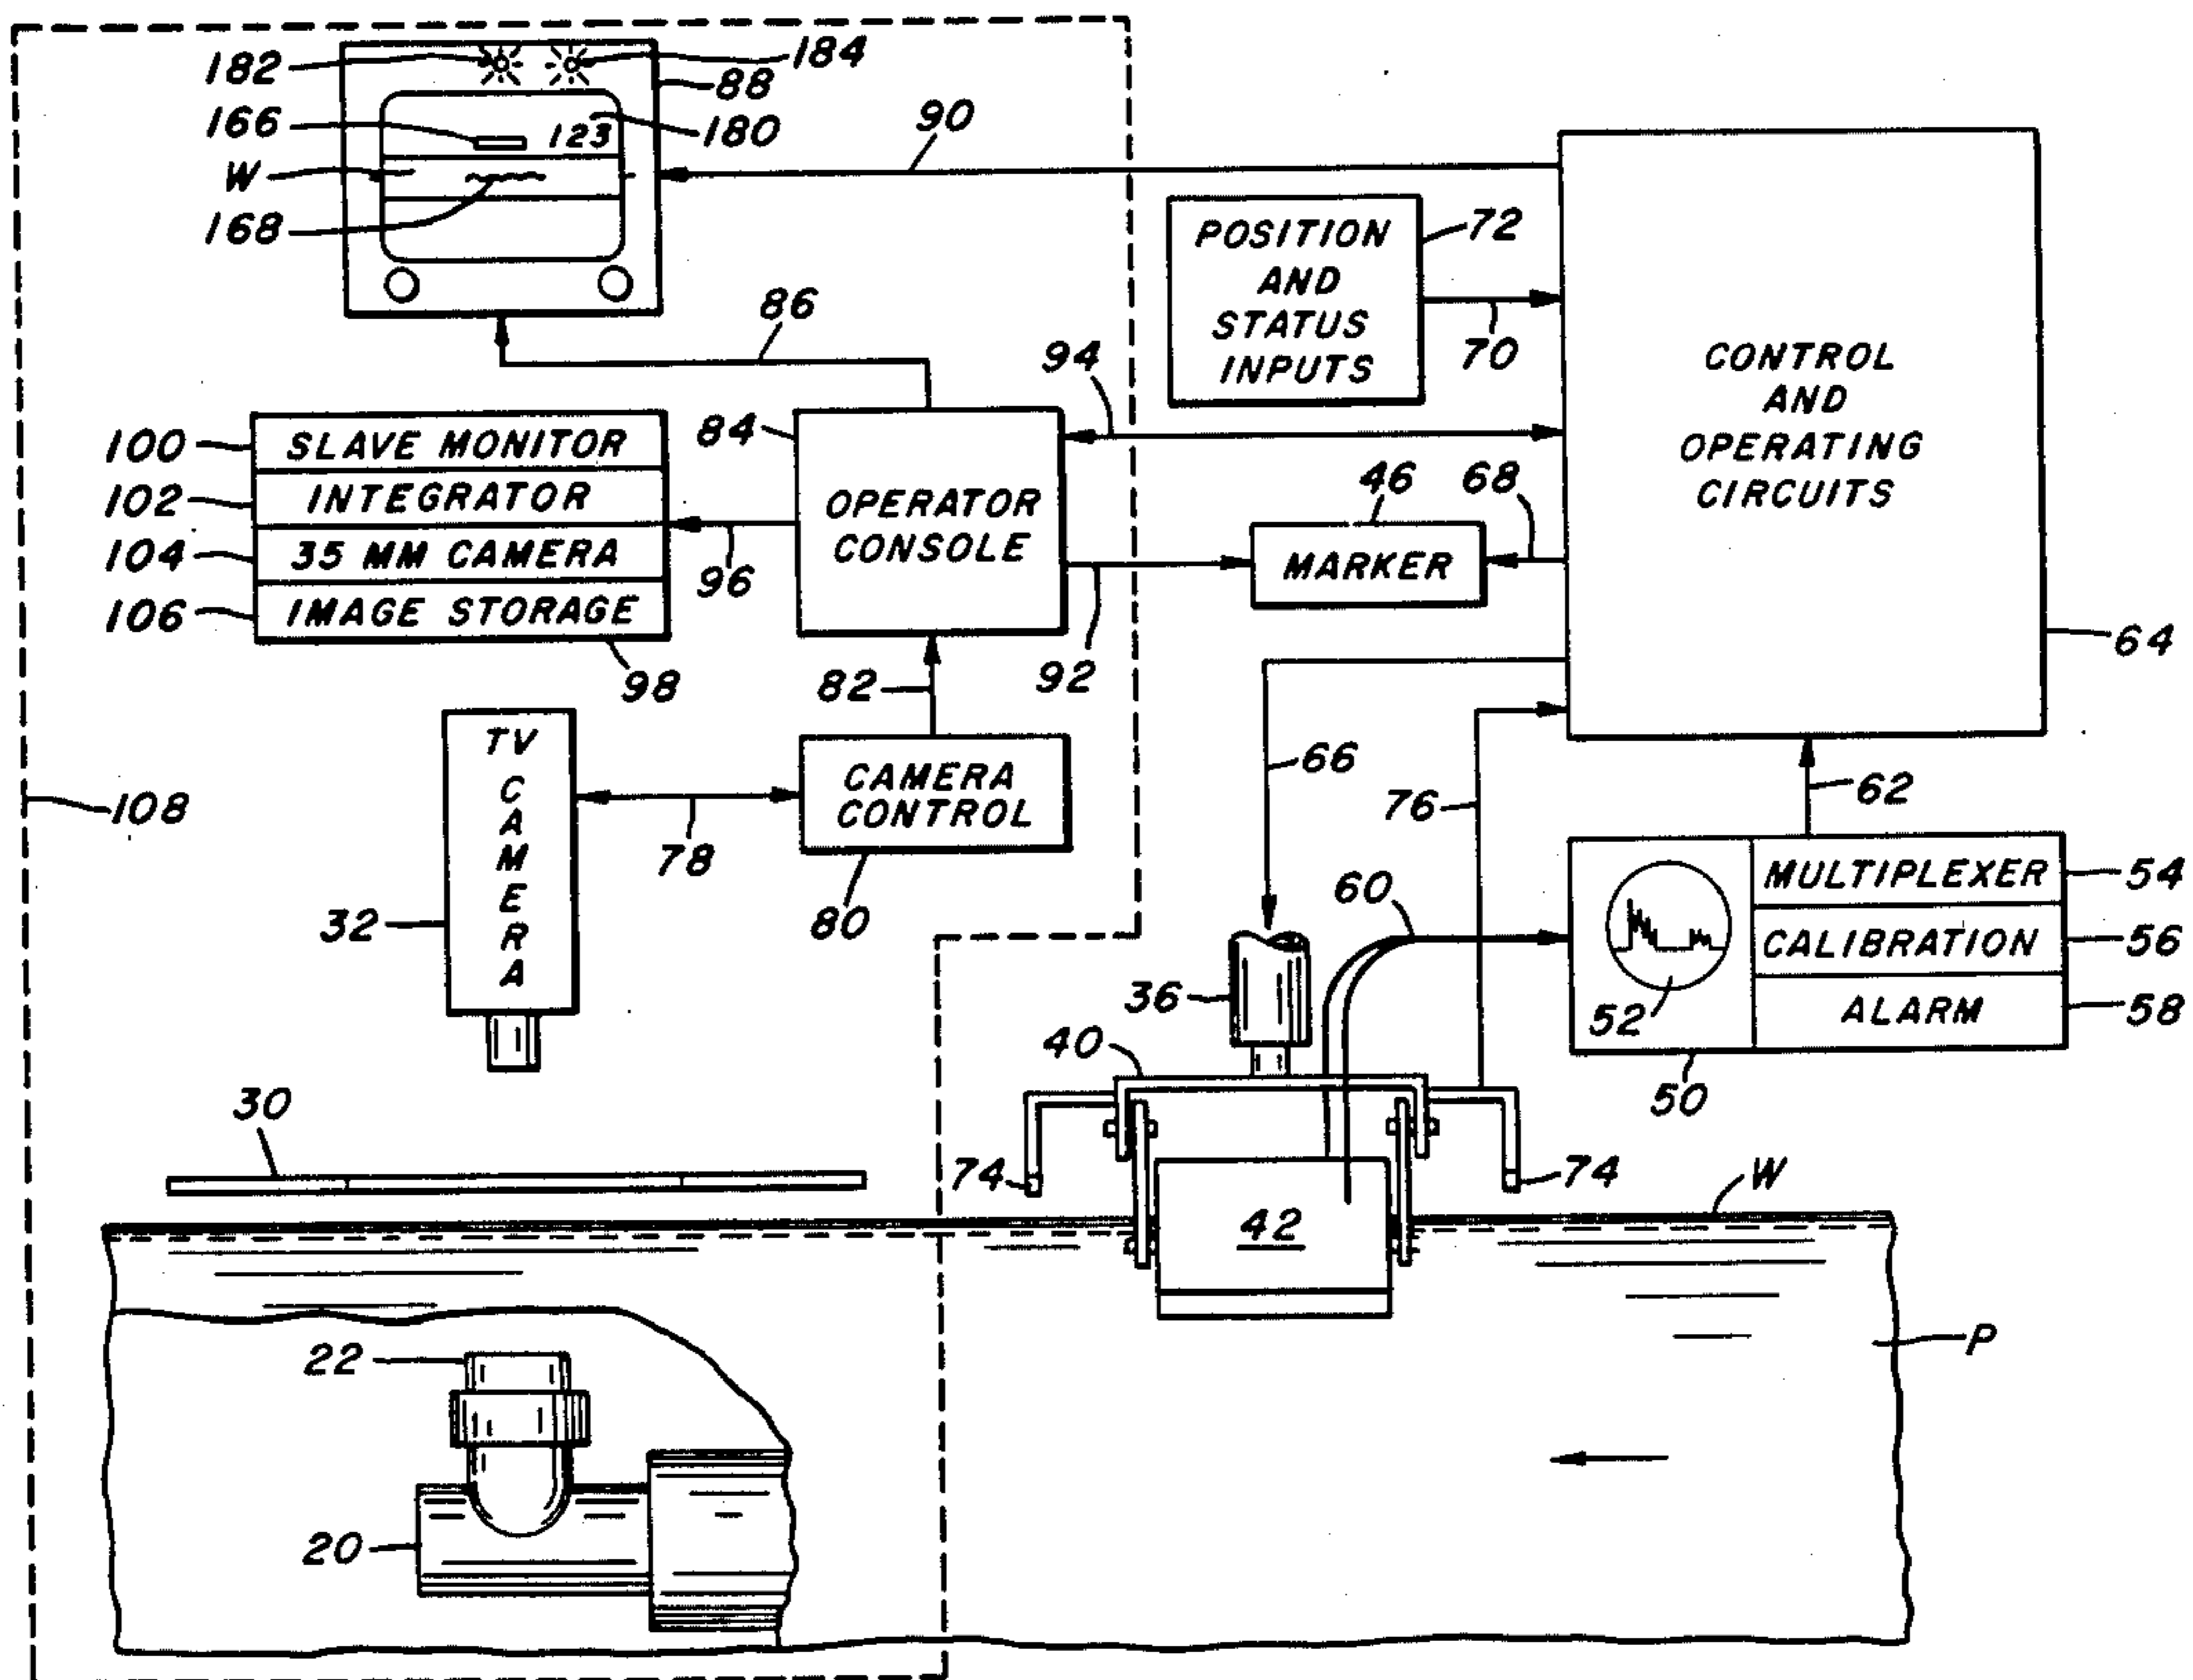 182
184
88
166
123
180
90
W
168
POSITION
AND
STATUS
INPUTS
72
70
CONTROL
AND
OPERATING
CIRCUITS
86
94
84
100
SLAVE MONITOR
102
INTEGRATOR
104
35 MM CAMERA
106
IMAGE STORAGE
98
96
OPERATOR
CONSOLE
46
68
MARKER
92
64
82
TV
CAMERA
32
78
CAMERA
CONTROL
80
108
66
76
62
60
MULTIPLEXER
54
CALIBRATION
56
ALARM
58
52
50
36
40
30
74
74
42
W
P
22
20